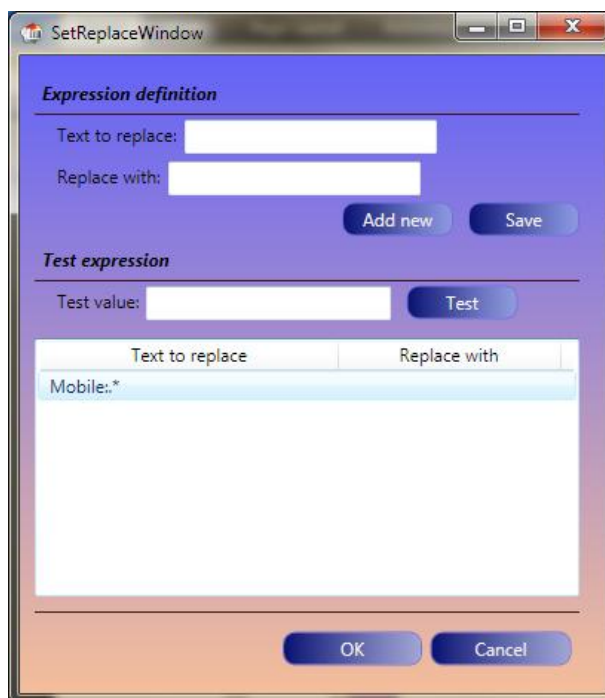 SetReplaceWindow
Expression definition
Text to replace:
Replace with:
Add new Save
Test expression
Test value: Test
Text to replace Replace with
Mobile:.*
OK Cancel